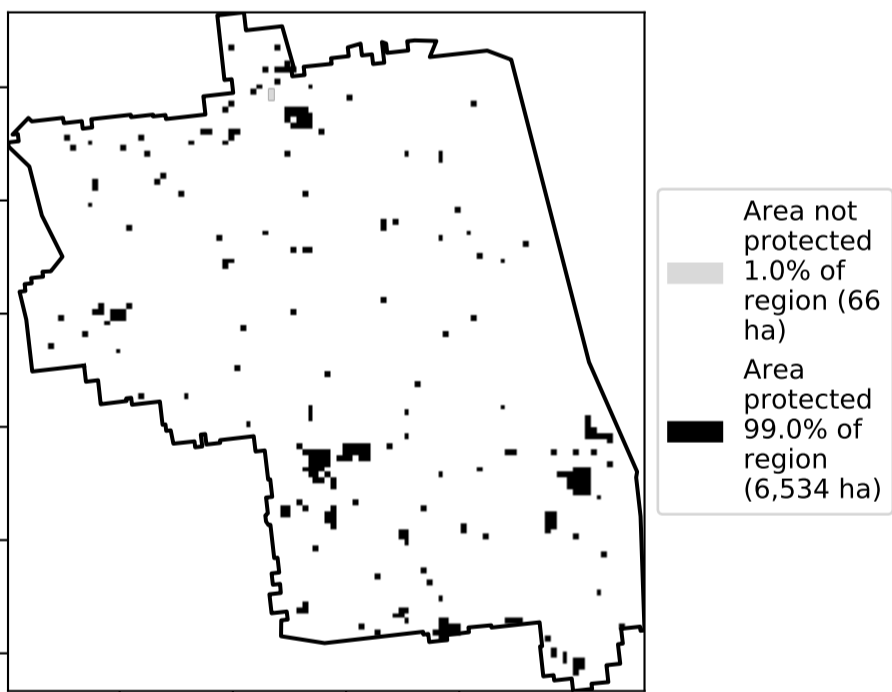 Area not
protected
1.0% of
region (66
ha)
Area
protected
99.0% of
region
(6,534 ha)